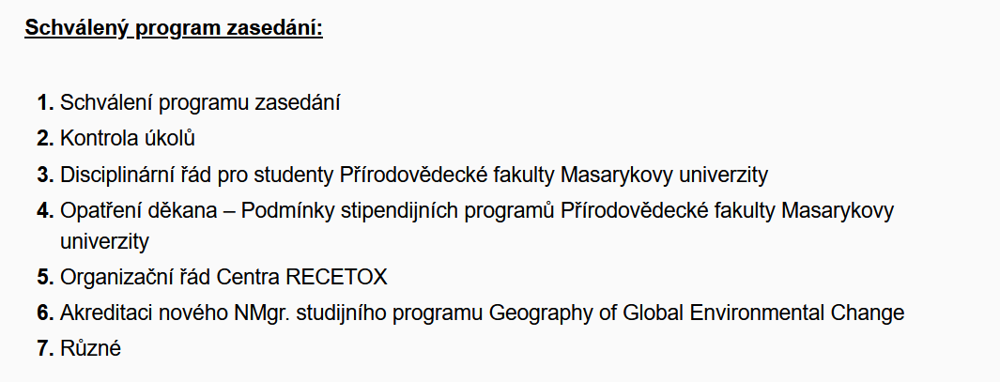 Schválený program zasedání:
1. Schválení programu zasedání
2. Kontrola úkolů
3. Disciplinární řád pro studenty Přírodovědecké fakulty Masarykovy univerzity
4. Opatření děkana – Podmínky stipendijních programů Přírodovědecké fakulty Masarykovy
univerzity
5. Organizační řád Centra RECETOX
6. Akreditaci nového NMgr. studijního programu Geography of Global Environmental Change
7. Různé